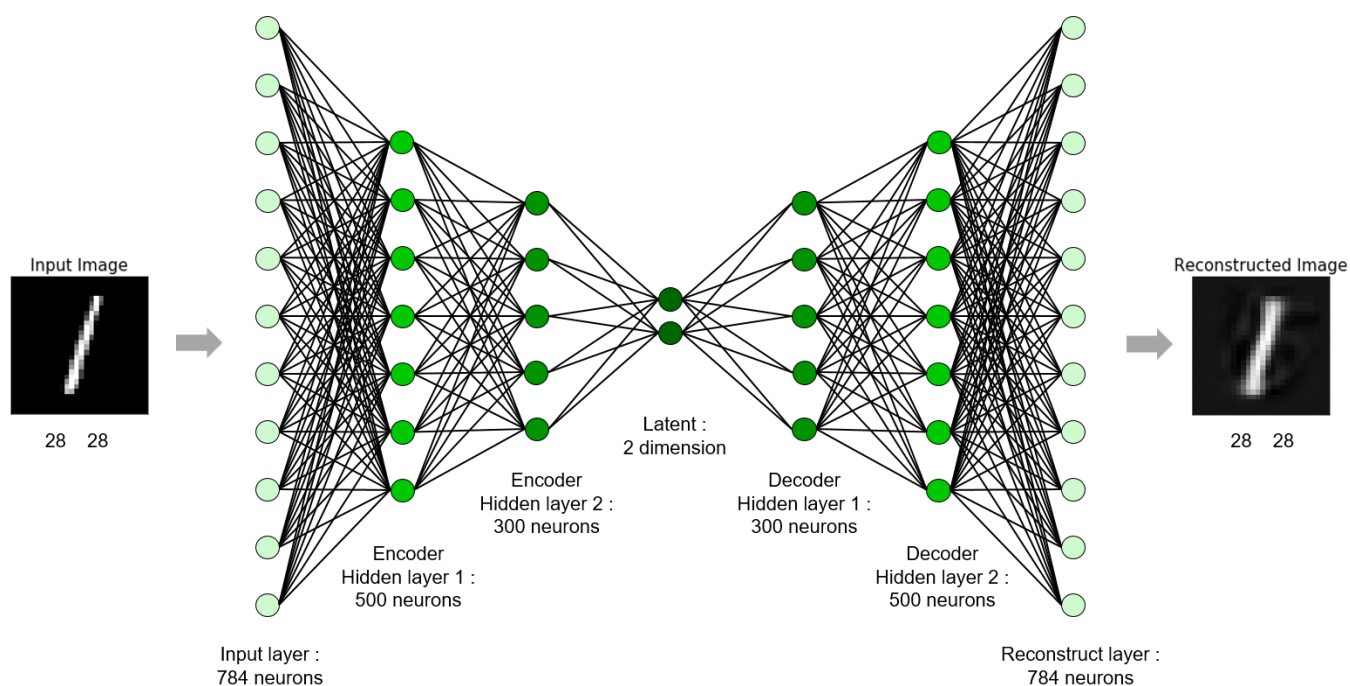 Input Image
28 28
Input layer :
784 neurons
Encoder
Hidden layer 1 :
500 neurons
Encoder
Hidden layer 2 :
300 neurons
Latent :
2 dimension
Decoder
Hidden layer 1 :
300 neurons
Decoder
Hidden layer 2 :
500 neurons
Reconstruct layer :
784 neurons
Reconstructed Image
28 28